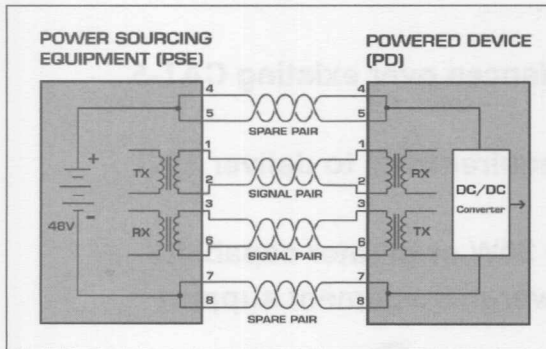 POWER SOURCING
EQUIPMENT (PSE)
POWERED DEVICE
(PD)
4 4
5 5
SPARE PAIR
1 1
TX RX
2 2
SIGNAL PAIR
+
3 3
48V
-
RX TX
6 6
SIGNAL PAIR
DC/DC
Converter
7 7
8 8
SPARE PAIR